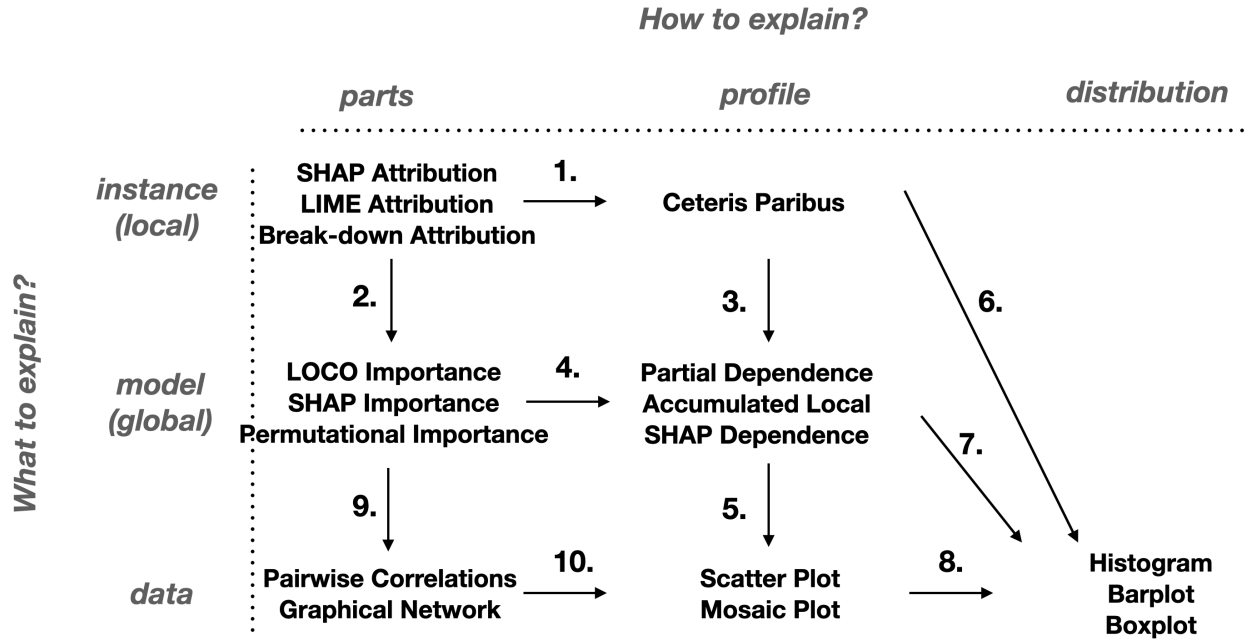 How to explain?
parts
profile
distribution
What to explain?
instance
(local)
SHAP Attribution
LIME Attribution
Break-down Attribution
1.
Ceteris Paribus
2.
3.
6.
model
(global)
LOCO Importance
SHAP Importance
Permutational Importance
4.
Partial Dependence
Accumulated Local
SHAP Dependence
7.
9.
5.
data
Pairwise Correlations
Graphical Network
10.
Scatter Plot
Mosaic Plot
8.
Histogram
Barplot
Boxplot